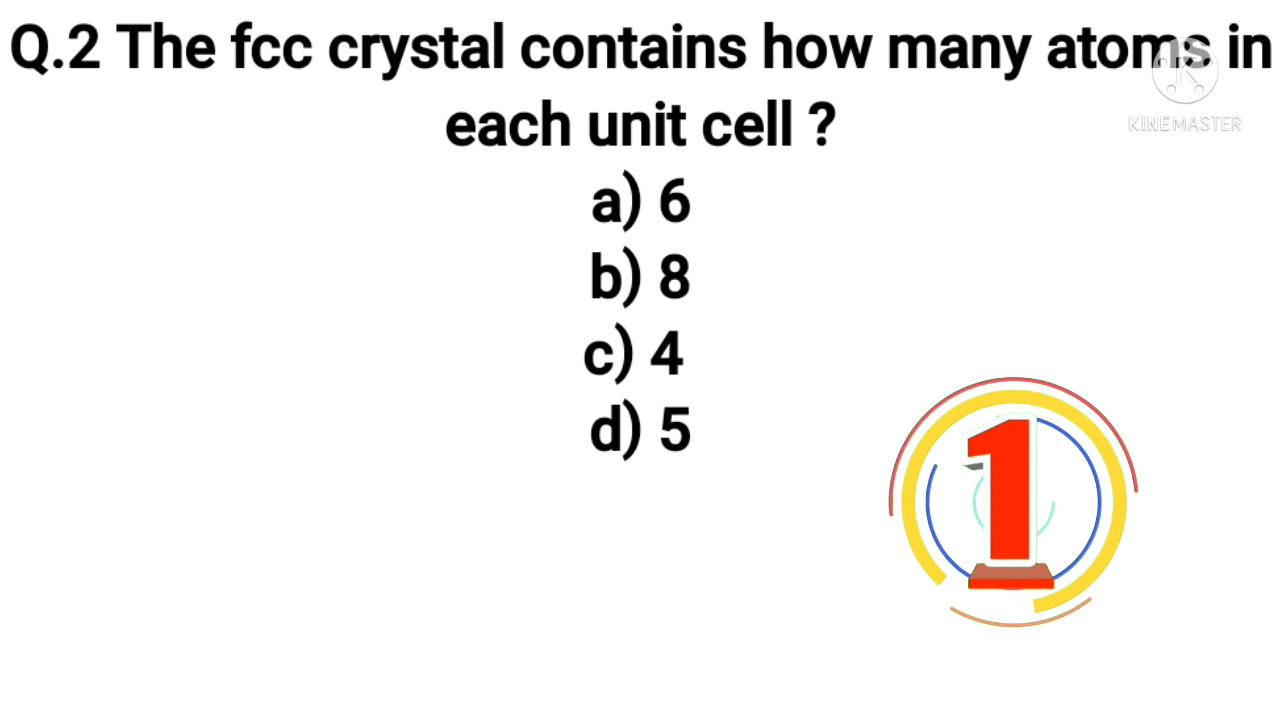 Q.2 The fcc crystal contains how many atoms in
each unit cell ?
a) 6
b) 8
c) 4
d) 5
KINEMASTER
1